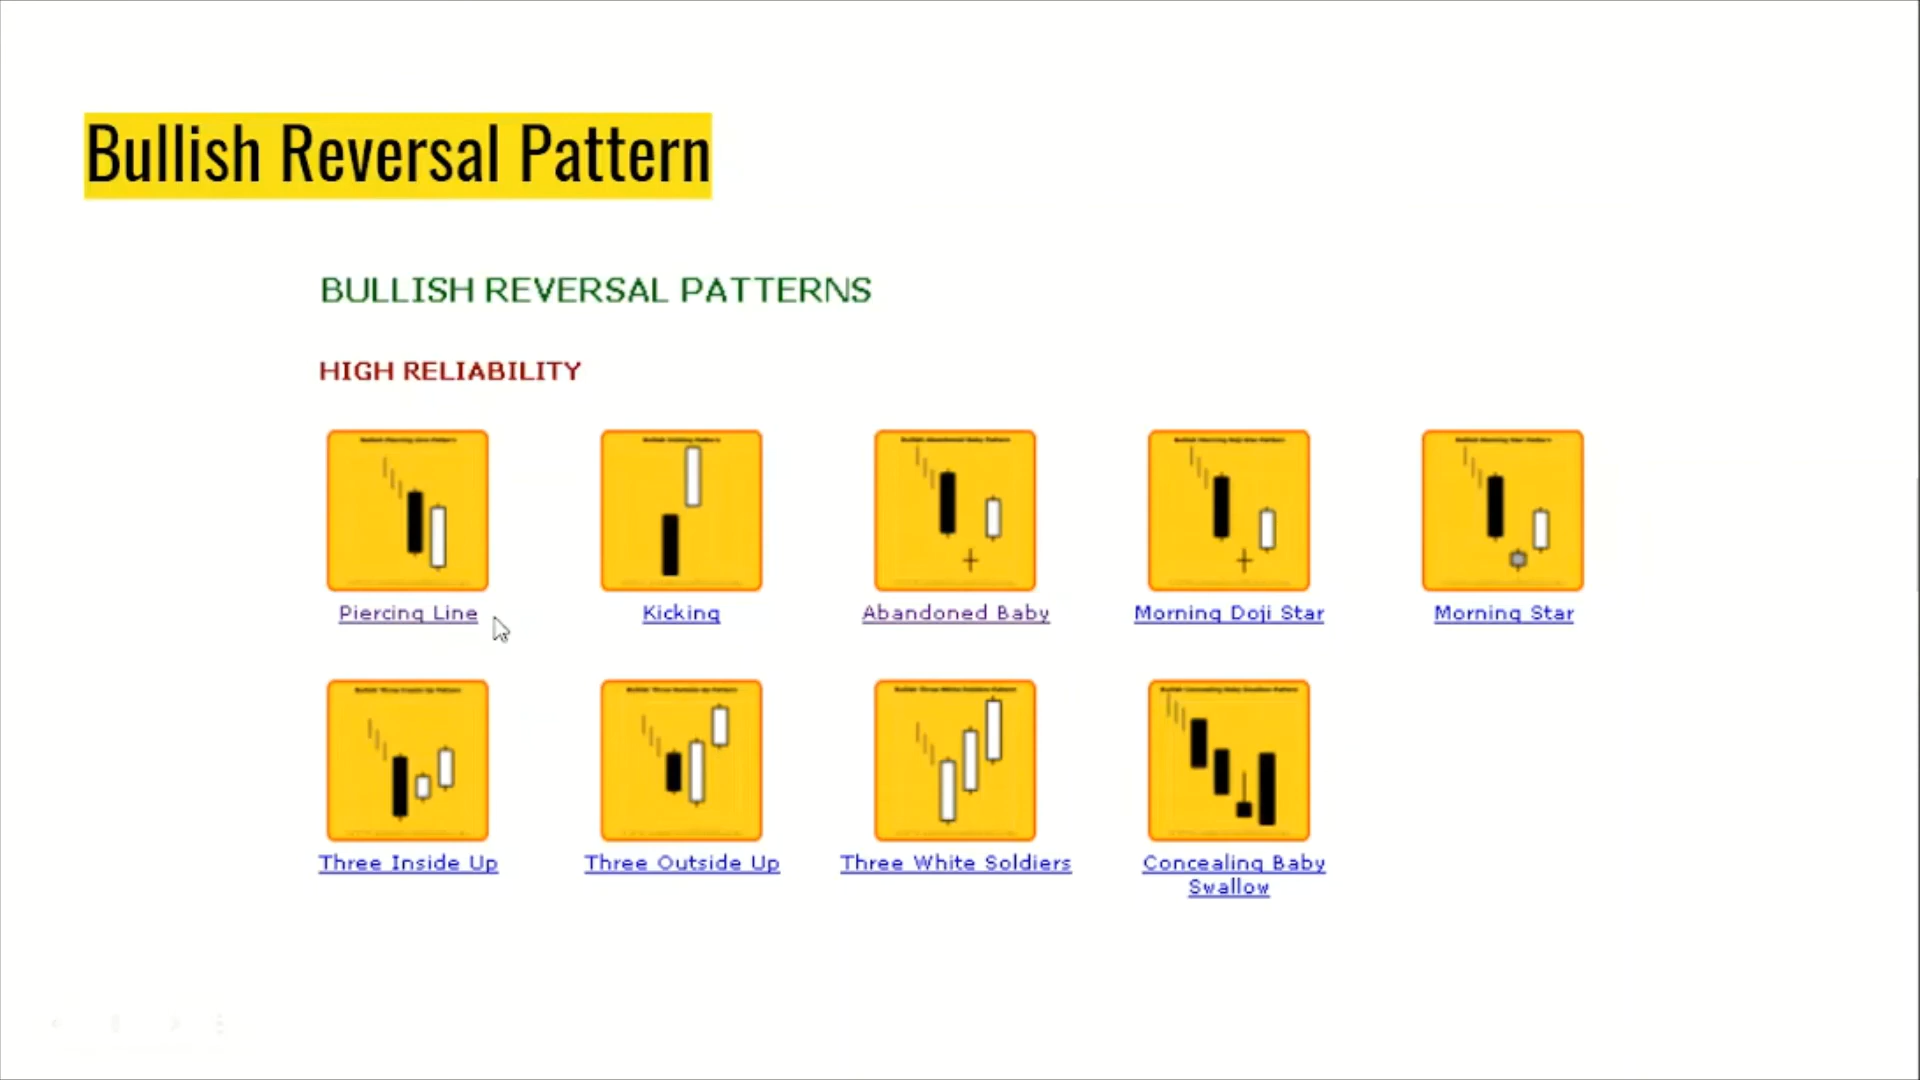 Bullish Reversal Pattern
BULLISH REVERSAL PATTERNS
HIGH RELIABILITY
Piercing Line
Kicking
Abandoned Baby
Morning Doji Star
Morning Star
Three Inside Up
Three Outside Up
Three White Soldiers
Concealing Baby
Swallow